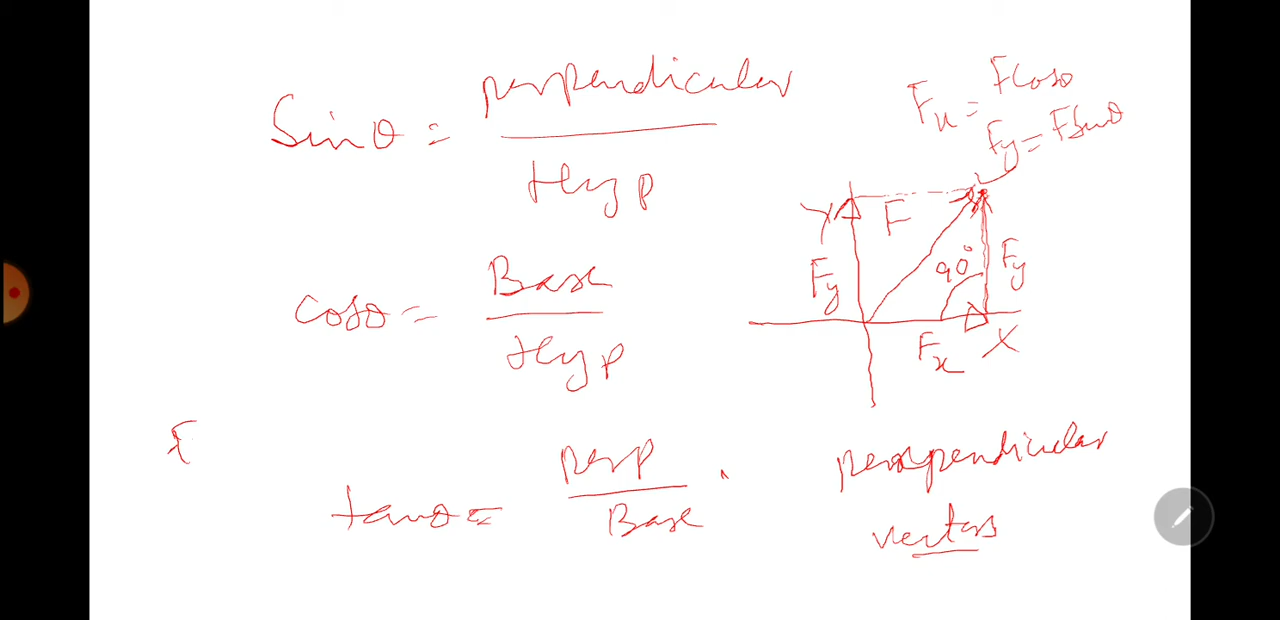 Sinθ = perpendicular
Hyp
Fx = Fcosθ
Fy = FSinθ
Y
F
Fy
90°
Fy
Fx
X
cosθ = Base
Hyp
F
tanθ = perp
Base
perpendicular
vectors